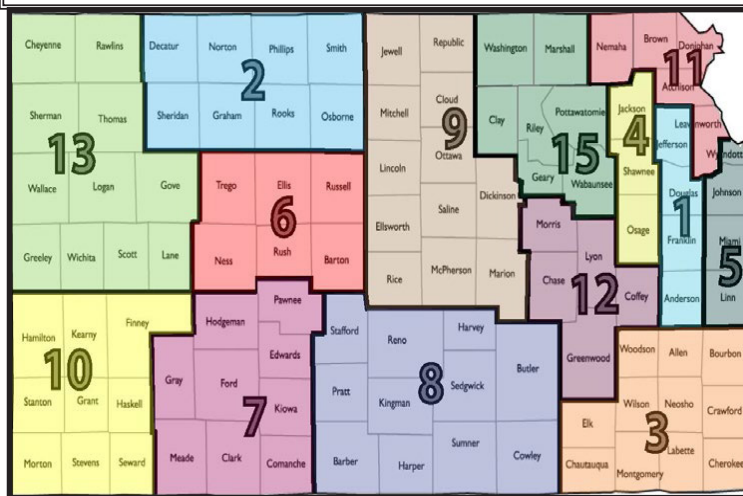 Cheyenne Rawlins Decatur Norton Phillips Smith Jewell Republic Washington Marshall Nemaha Brown Doniphan
2 11
Sherman Thomas Sheridan Graham Rooks Osborne Mitchell Cloud Clay Riley Pottawatomie Jackson Atchison
13 9 15 4 Jefferson Leavenworth
Wallace Logan Gove Trego Ellis Russell Lincoln Ottawa Geary Wabaunsee Shawnee Douglas Johnson
6 Saline Dickinson 1
Greeley Wichita Scott Lane Ness Rush Barton Ellsworth Morris Lyon Osage Franklin Miami
Rice McPherson Marion Chase 12 Coffey Anderson 5 Linn
Hamilton Kearny Finney Hodgeman Pawnee Stafford Reno Harvey Butler Greenwood Woodson Allen Bourbon
10 Edwards
Stanton Grant Haskell Gray Ford Kiowa Pratt Kingman 8 Sedgwick Elk Wilson Neosho Crawford
7 3
Morton Stevens Seward Meade Clark Comanche Barber Harper Sumner Cowley Chautauqua Montgomery Labette Cherokee